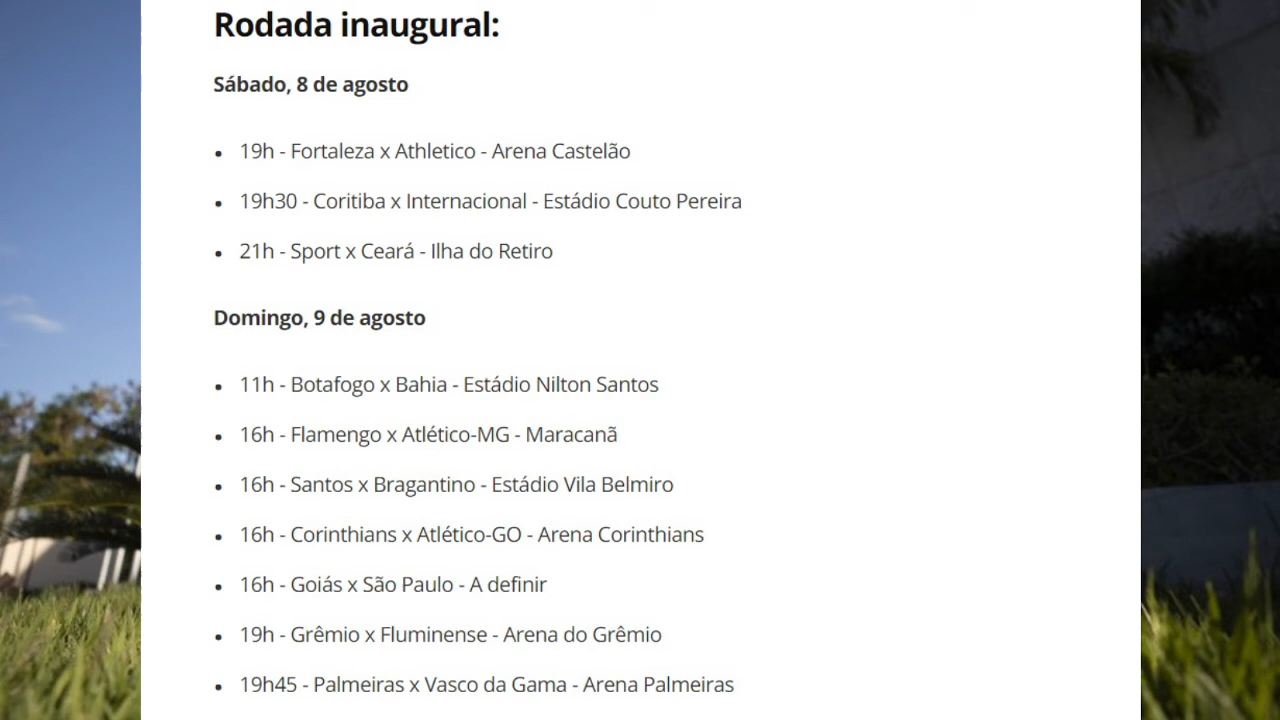 Rodada inaugural:
Sábado, 8 de agosto
• 19h - Fortaleza x Athletico - Arena Castelão
• 19h30 - Coritiba x Internacional - Estádio Couto Pereira
• 21h - Sport x Ceará - Ilha do Retiro
Domingo, 9 de agosto
• 11h - Botafogo x Bahia - Estádio Nilton Santos
• 16h - Flamengo x Atlético-MG - Maracanã
• 16h - Santos x Bragantino - Estádio Vila Belmiro
• 16h - Corinthians x Atlético-GO - Arena Corinthians
• 16h - Goiás x São Paulo - A definir
• 19h - Grêmio x Fluminense - Arena do Grêmio
• 19h45 - Palmeiras x Vasco da Gama - Arena Palmeiras